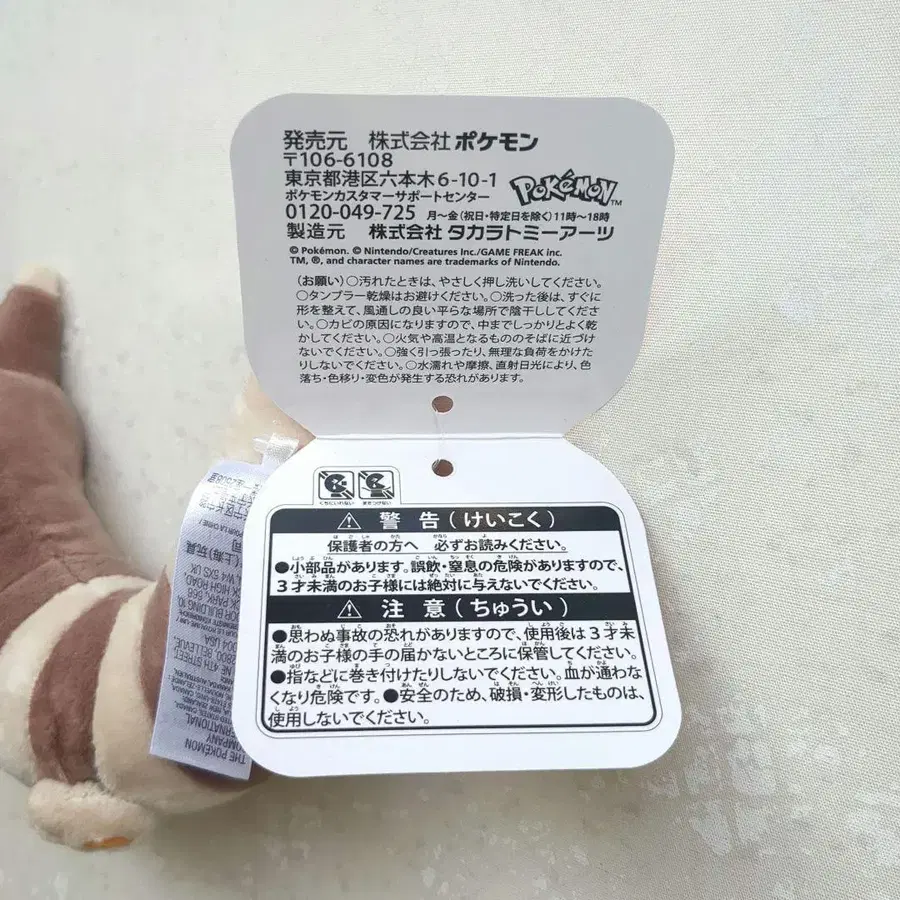 発売元 株式会社 ポケモン
〒106-6108
東京都港区六本木6-10-1
POKÉMON™
ポケモンカスタマーサポートセンター
0120-049-725 月～金(祝日・特定日を除く)11時～18時
製造元 株式会社 タカラトミーアーツ
© Pokémon. © Nintendo/Creatures Inc./GAME FREAK inc.
TM, ®, and character names are trademarks of Nintendo.
(お願い)○汚れたときは、やさしく押し洗いしてください。
○タンブラー乾燥はお避けください。○洗った後は、すぐに
形を整えて、風通しの良い平らな場所で陰干ししてください。
○カビの原因になりますので、中までしっかりとよく乾
かしてください。○火気や高温となるもののそばに近づけ
ないでください。○強く引っ張ったり、無理な負荷をかけた
りしないでください。○水濡れや摩擦、直射日光により、色
落ち・色移り・変色が発生する恐れがあります。
くちにいれない
まきつけない
警告(けいこく)
保護者の方へ 必ずお読みください。
●小部品があります。誤飲・窒息の危険がありますので、
3才未満のお子様には絶対に与えないでください。
注意(ちゅうい)
●思わぬ事故の恐れがありますので、使用後は3才未
満のお子様の手の届かないところに保管してください。
●指などに巻き付けたりしないでください。血が通わな
くなり危険です。●安全のため、破損・変形したものは、
使用しないでください。
THE POKÉMON
COMPANY
INTERNATIONAL